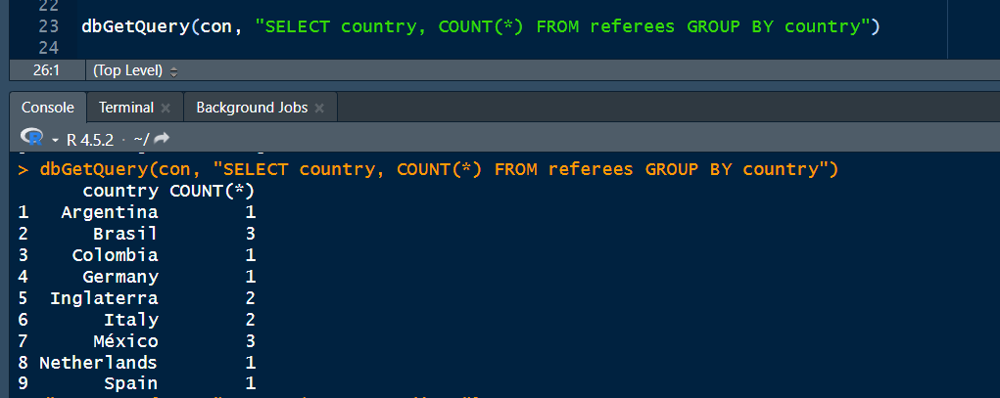 22
23 dbGetQuery(con, "SELECT country, COUNT(*) FROM referees GROUP BY country")
24
26:1 (Top Level)
Console Terminal Background Jobs
R 4.5.2 · ~/
> dbGetQuery(con, "SELECT country, COUNT(*) FROM referees GROUP BY country")
country COUNT(*)
1 Argentina 1
2 Brasil 3
3 Colombia 1
4 Germany 1
5 Inglaterra 2
6 Italy 2
7 México 3
8 Netherlands 1
9 Spain 1